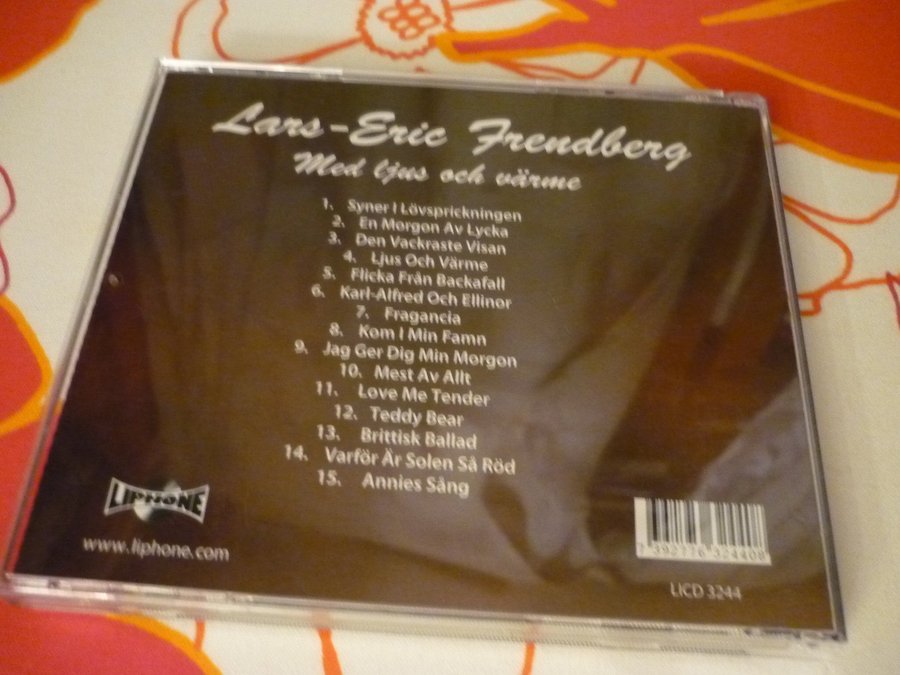 Lars-Eric Frendberg
Med ljus och värme
1. Syner I Lövsprickningen
2. En Morgon Av Lycka
3. Den Vackraste Visan
4. Ljus Och Värme
5. Flicka Från Backafall
6. Karl-Alfred Och Ellinor
7. Fragancia
8. Kom I Min Famn
9. Jag Ger Dig Min Morgon
10. Mest Av Allt
11. Love Me Tender
12. Teddy Bear
13. Brittisk Ballad
14. Varför Är Solen Så Röd
15. Annies Sång
LIPHONE
www.liphone.com
7 392776 324408
LICD 3244